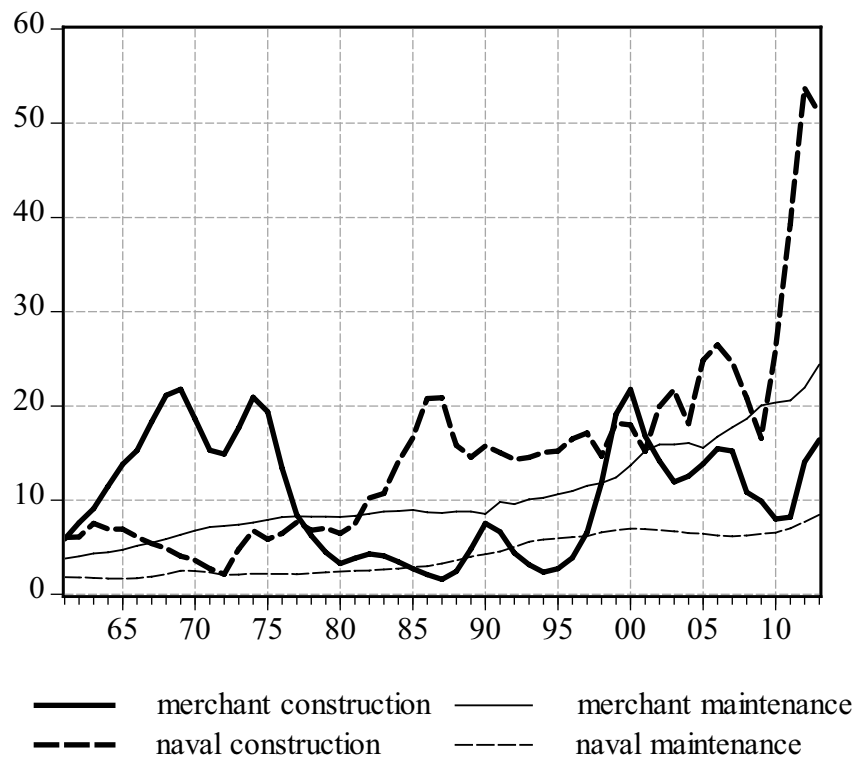 60
50
40
30
20
10
0
65 70 75 80 85 90 95 00 05 10
merchant construction merchant maintenance
naval construction naval maintenance